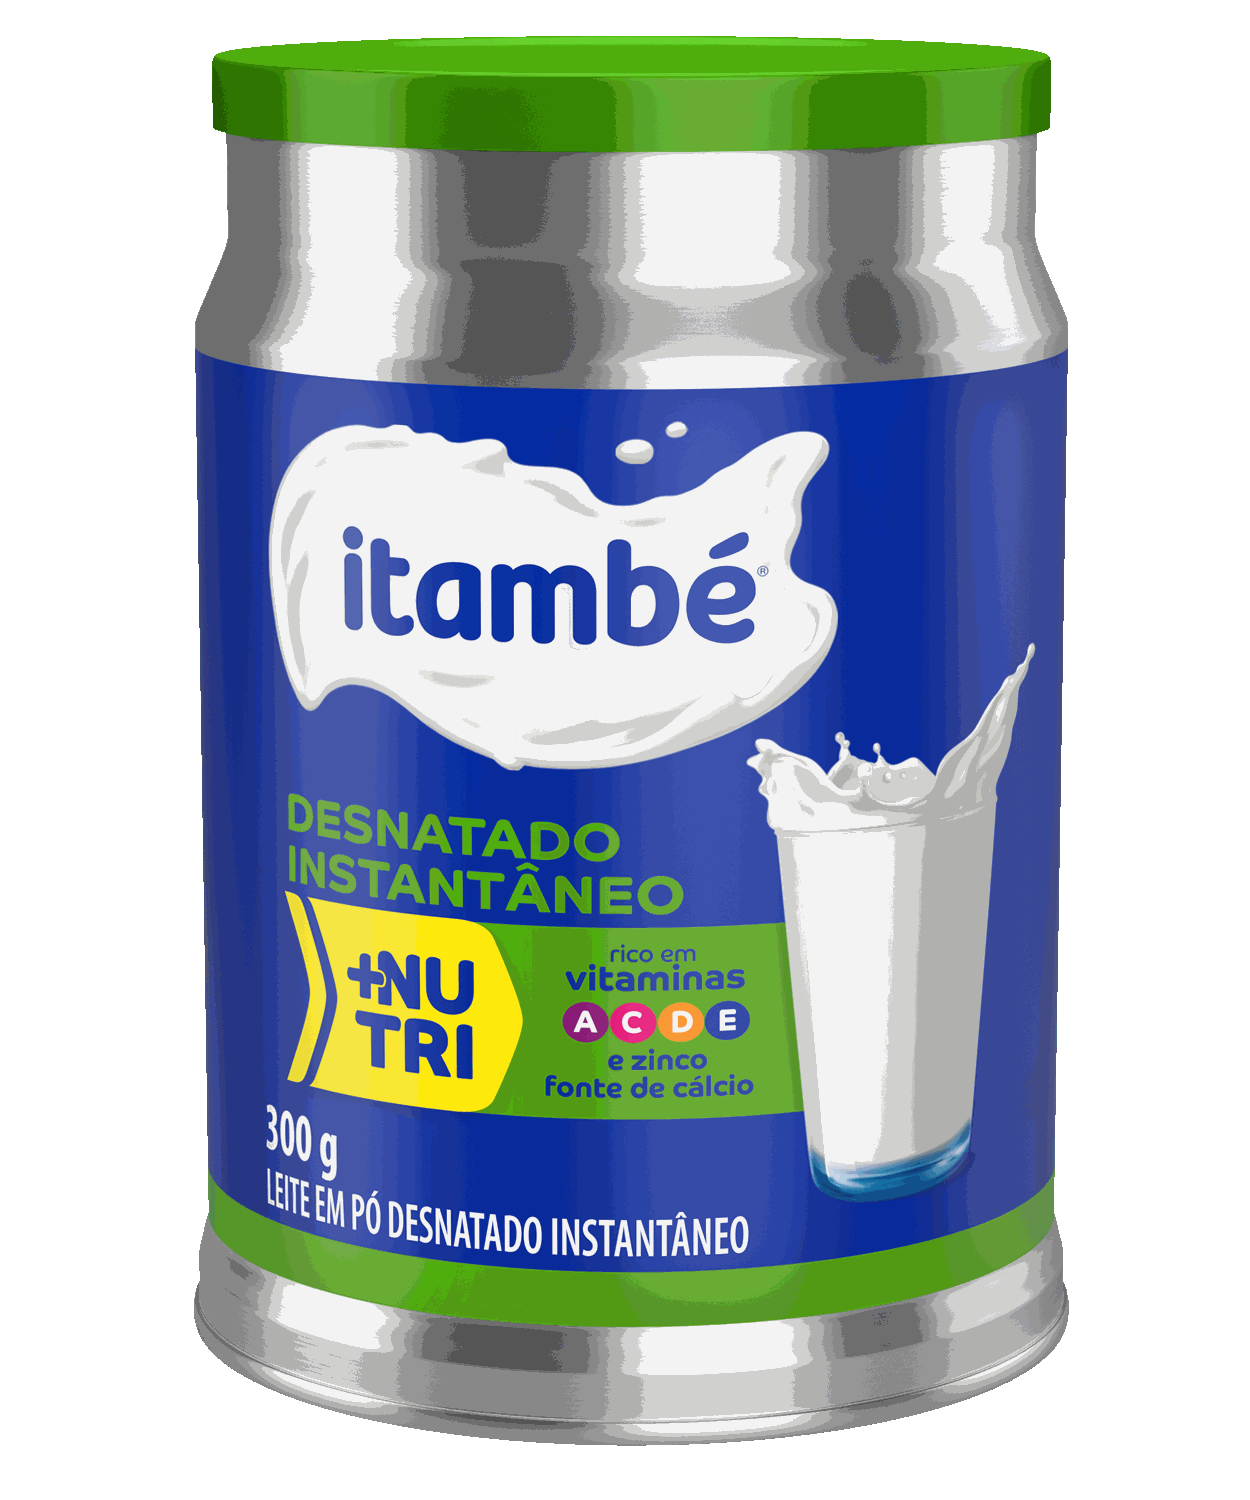 itambé®
DESNATADO
INSTANTÂNEO
+NU
TRI
rico em
vitaminas
A C D E
e zinco
fonte de cálcio
300 g
LEITE EM PÓ DESNATADO INSTANTÂNEO